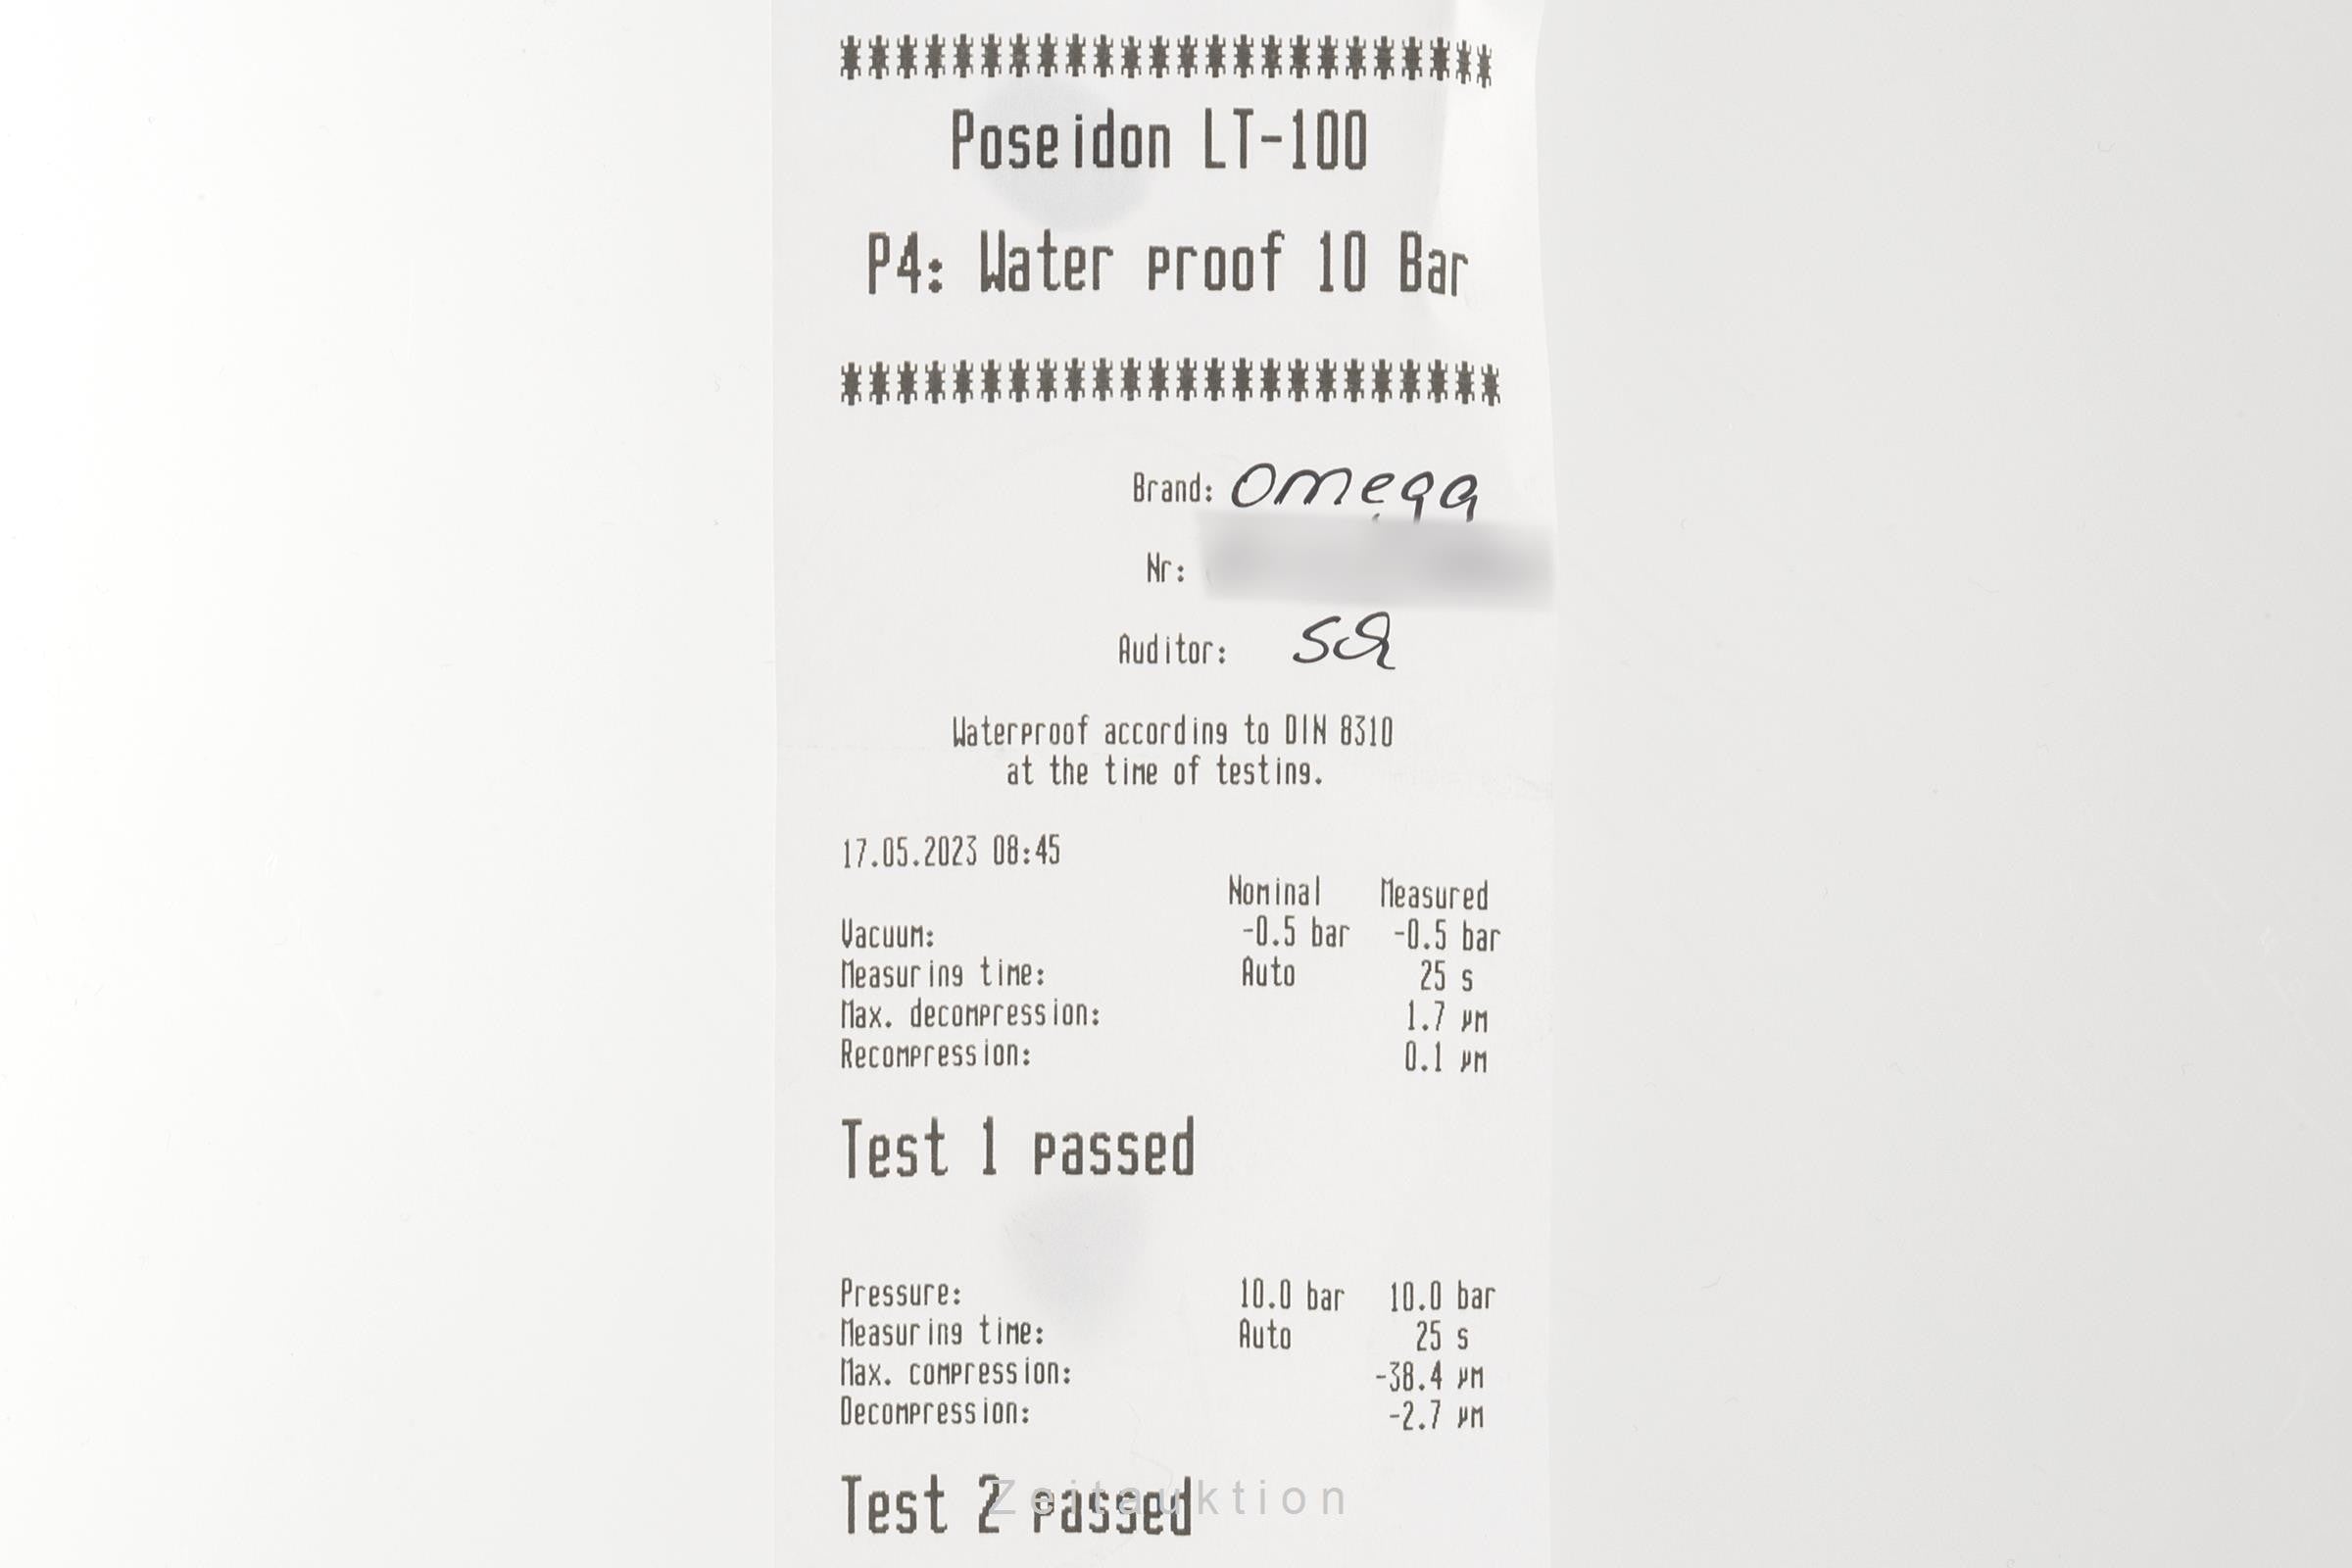 ************************
Poseidon LT-100
P4: Water proof 10 Bar
************************
Brand: Omega
Nr:
Auditor:
Waterproof according to DIN 8310
at the time of testing.
17.05.2023 08:45
Nominal Measured
Vacuum: -0.5 bar -0.5 bar
Measuring time: Auto 25 s
Max. decompression: 1.7 µm
Recompression: 0.1 µm
Test 1 passed
Pressure: 10.0 bar 10.0 bar
Measuring time: Auto 25 s
Max. compression: -38.4 µm
Decompression: -2.7 µm
Test 2 passed
Zeitauktion